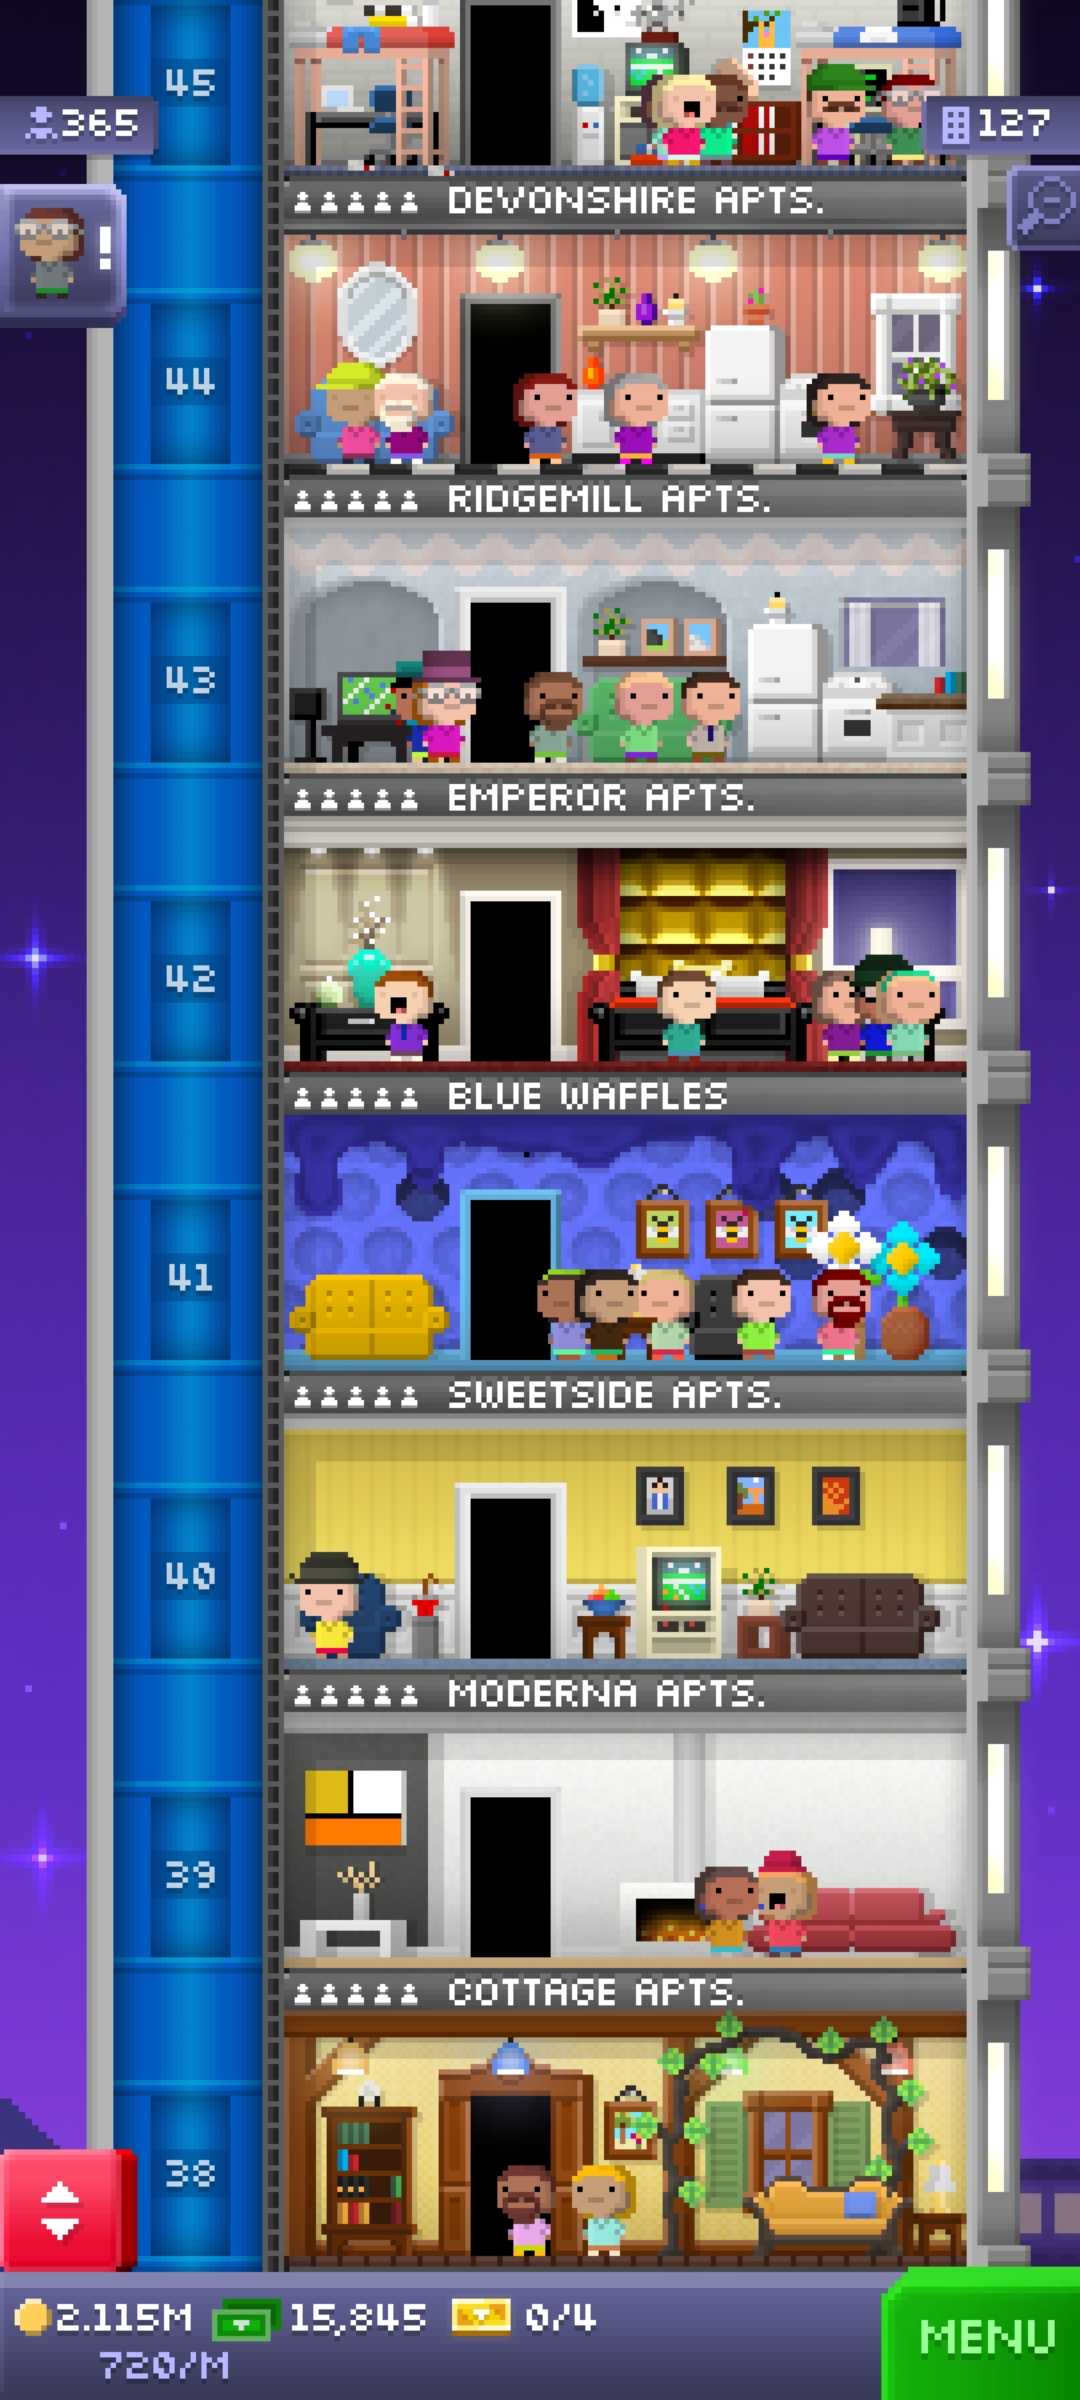 45
365
127
!
DEVONSHIRE APTS.
44
RIDGEMILL APTS.
43
EMPEROR APTS.
42
BLUE WAFFLES
41
SWEETSIDE APTS.
40
MODERNA APTS.
39
COTTAGE APTS.
38
2.115M 15,845 0/4
720/M
MENU